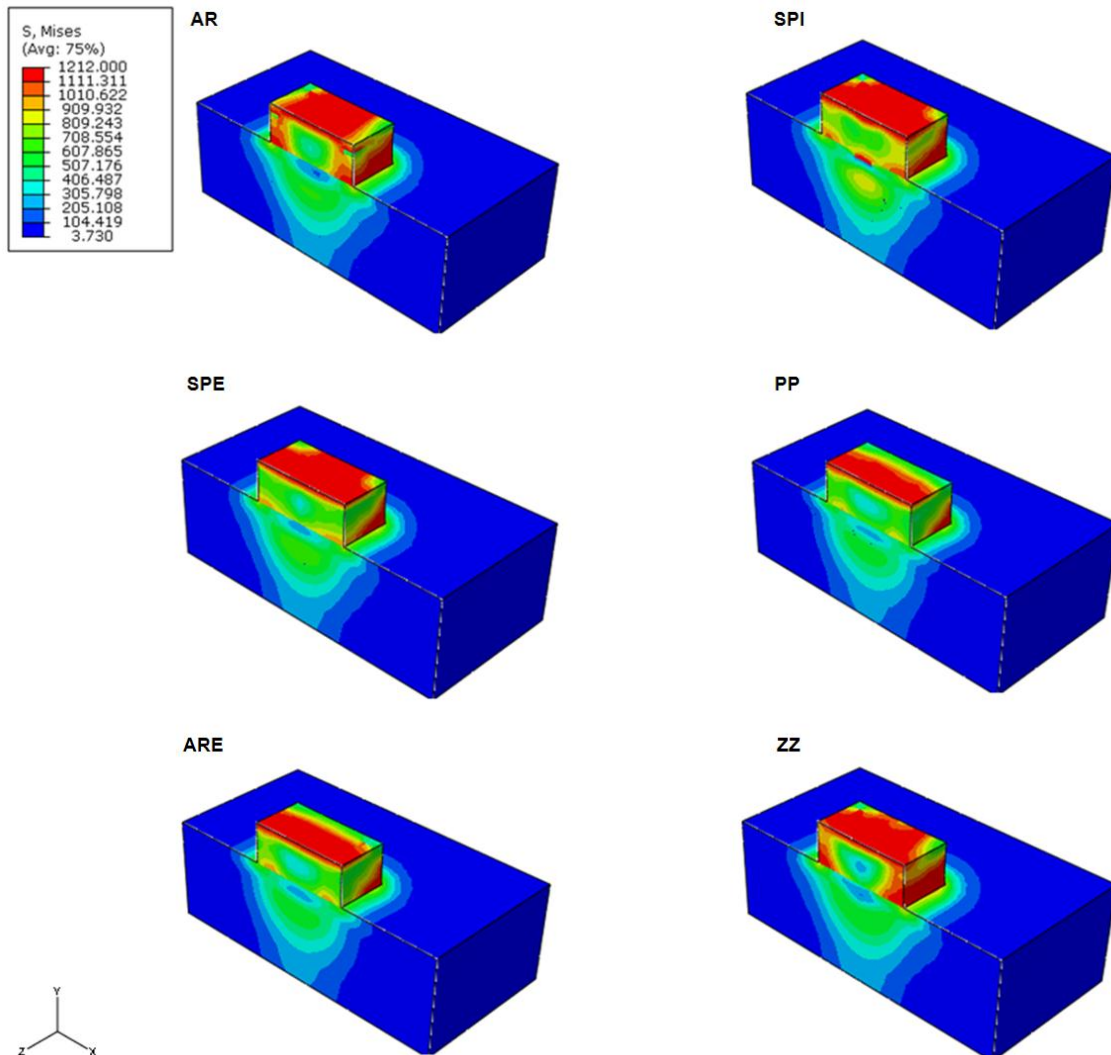 AR
SPI
S, Mises
(Avg: 75%)
1212.000
1111.311
1010.622
909.932
809.243
708.554
607.865
507.176
406.487
305.798
205.108
104.419
3.730
SPE
PP
ARE
ZZ
Y
Z
X